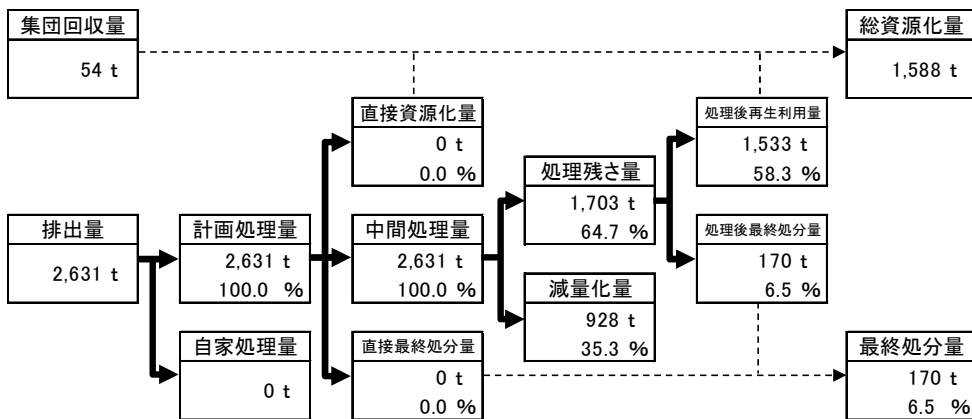 集団回収量
54 t
総資源化量
1,588 t
直接資源化量
0 t
0.0 %
処理後再生利用量
1,533 t
58.3 %
処理残さ量
1,703 t
64.7 %
排出量
2,631 t
計画処理量
2,631 t
100.0 %
中間処理量
2,631 t
100.0 %
処理後最終処分量
170 t
6.5 %
減量化量
928 t
35.3 %
自家処理量
0 t
直接最終処分量
0 t
0.0 %
最終処分量
170 t
6.5 %